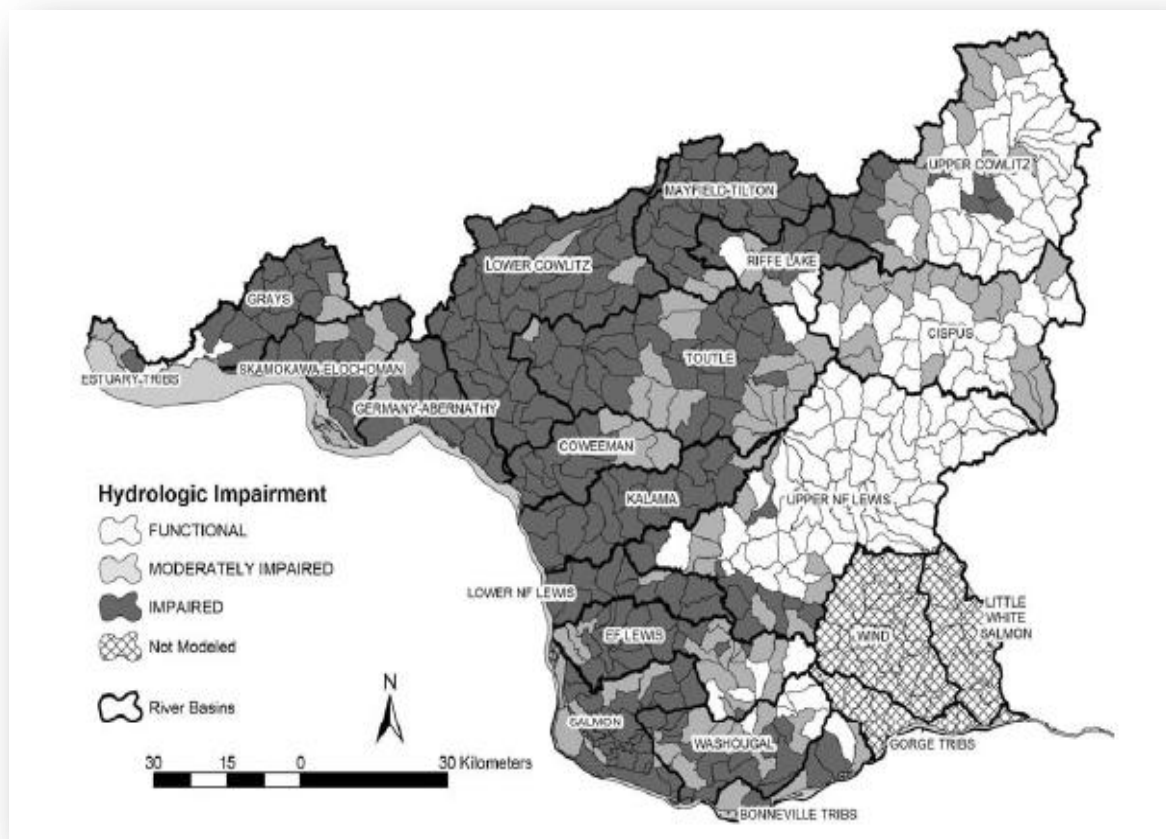 UPPER COWLITZ
MAYFIELD-TILTON
RIFFE LAKE
LOWER COWLITZ
GRAYS
CISPUS
TOUTLE
ESTUARY-TRIBS
SKAMOKAWA-ELOCHOMAN
GERMANY-ABERNATHY
COWEEMAN
KALAMA
UPPER NF LEWIS
Hydrologic Impairment
FUNCTIONAL
MODERATELY IMPAIRED
IMPAIRED
Not Modeled
River Basins
LOWER NF LEWIS
LITTLE
WHITE
SALMON
WIND
EF LEWIS
N
SALMON
WASHOUGAL
GORGE TRIBS
30 15 0 30 Kilometers
BONNEVILLE TRIBS